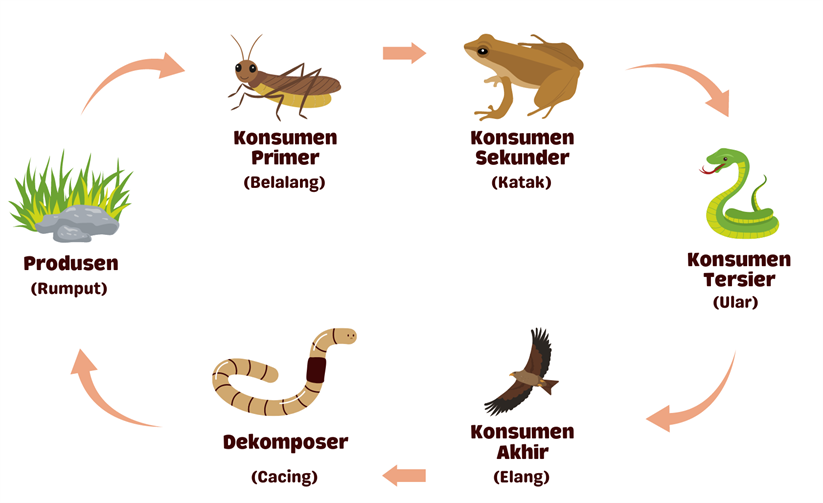 Konsumen
Primer
(Belalang)
Konsumen
Sekunder
(Katak)
Konsumen
Tersier
(Ular)
Produsen
(Rumput)
Dekomposer
(Cacing)
Konsumen
Akhir
(Elang)